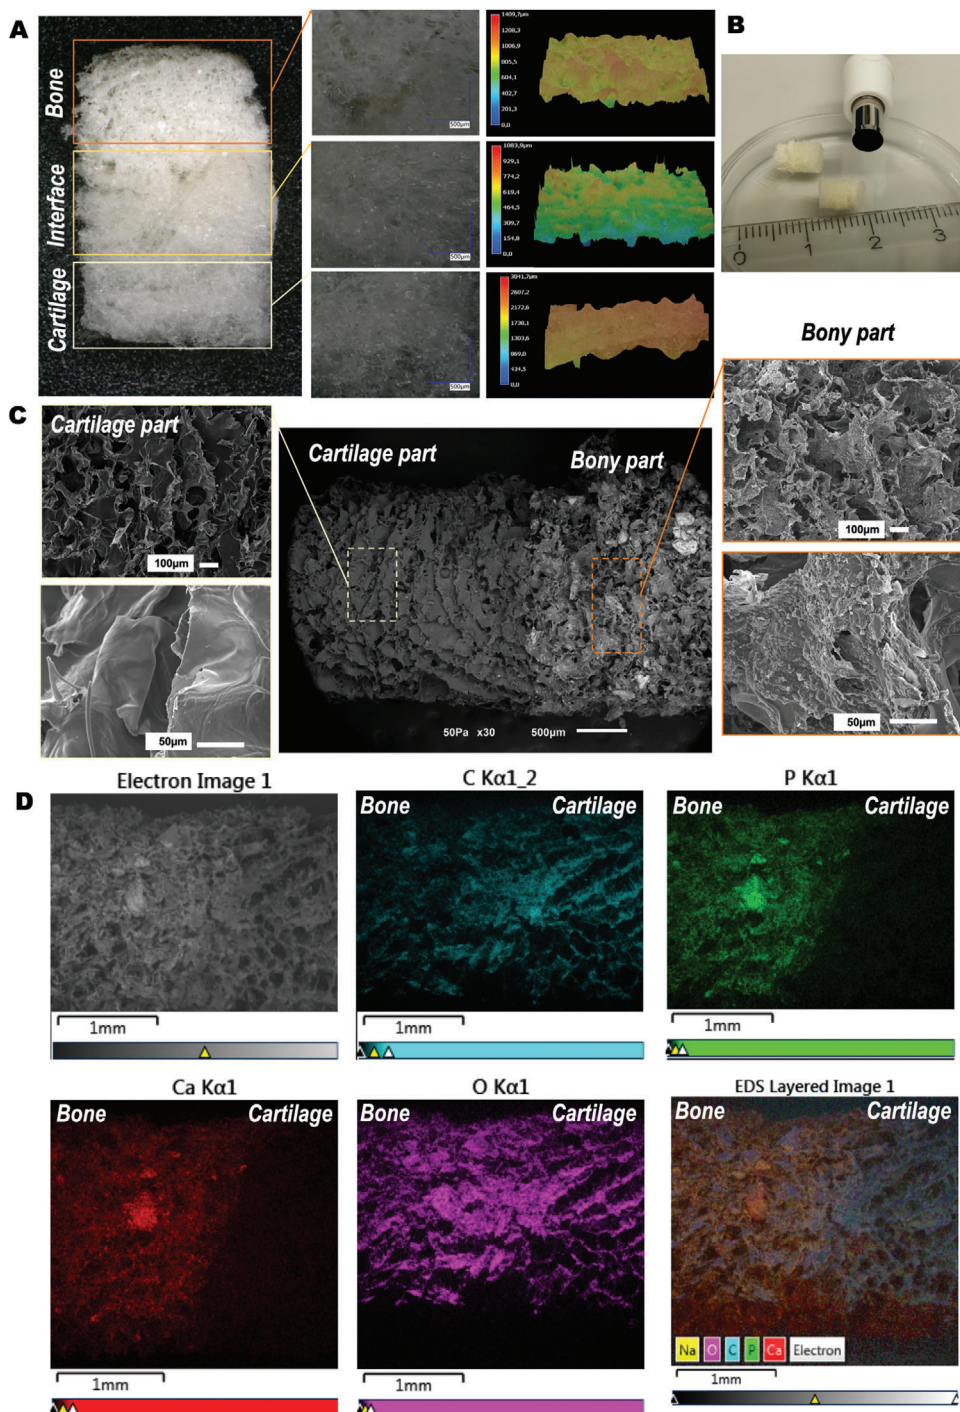 A
Bone
Interface
Cartilage
500µm
500µm
500µm
1409,7µm
1208,3
1006,9
805,5
604,1
402,7
201,3
0,0
1083,9µm
929,1
774,2
619,4
464,5
309,7
154,8
0,0
3041,7µm
2607,2
2172,6
1738,1
1303,6
869,0
434,5
0,0
B
0 1 2 3
C
Cartilage part
100µm
50µm
Cartilage part
Bony part
50Pa x30 500µm
Bony part
100µm
50µm
D
Electron Image 1
1mm
C Kα1_2
Bone Cartilage
1mm
P Kα1
Bone Cartilage
1mm
Ca Kα1
Bone Cartilage
1mm
O Kα1
Bone Cartilage
1mm
EDS Layered Image 1
Bone Cartilage
Na O C P Ca Electron
1mm